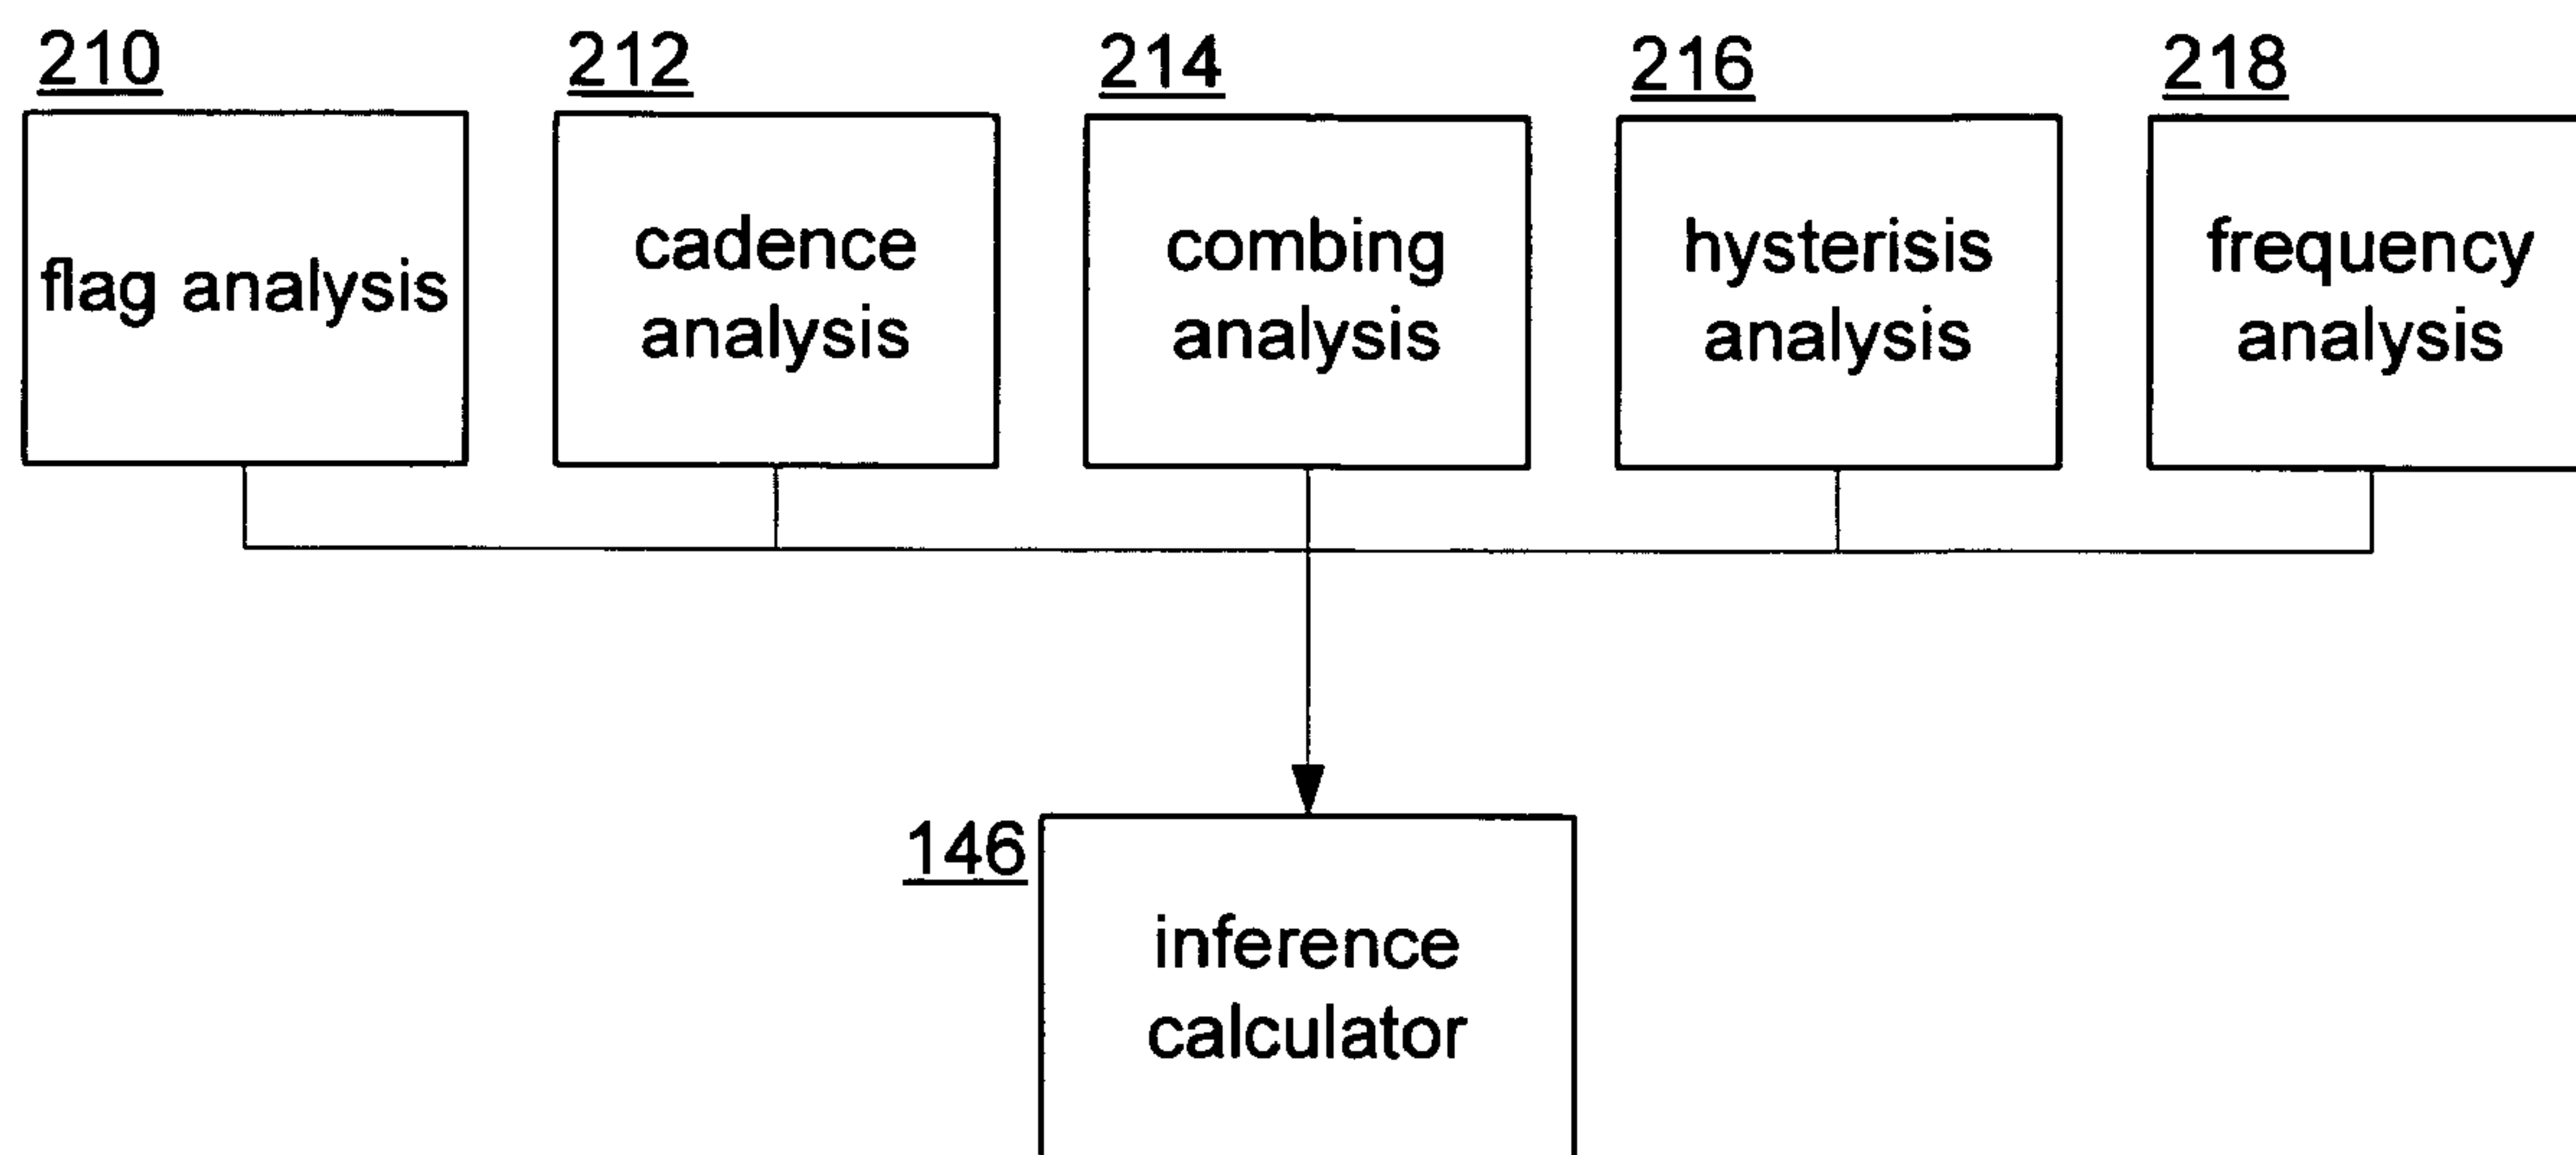 210
212
214
216
218
flag analysis
cadence
analysis
combing
analysis
hysterisis
analysis
frequency
analysis
146
inference
calculator